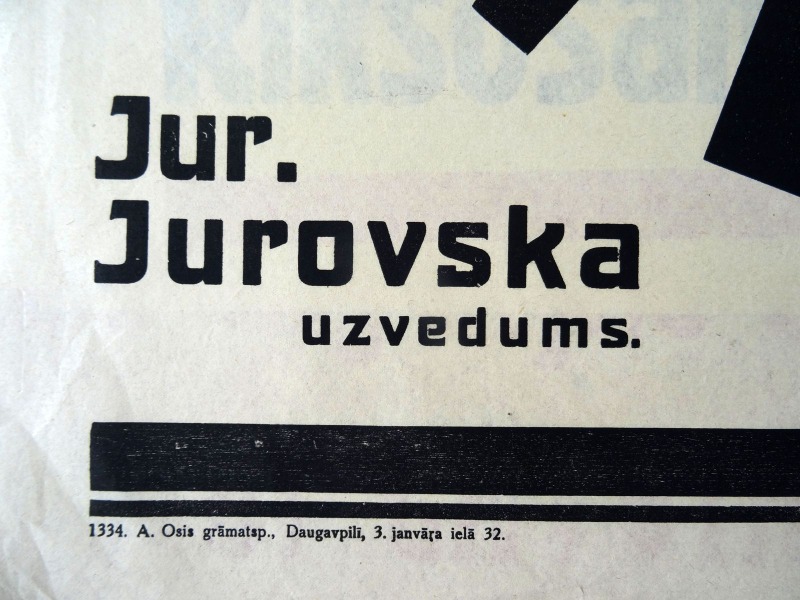 Jur.
Jurovska
uzvedums.
1334. A. Osis grāmatsp., Daugavpilī, 3. janvāŗa ielā 32.